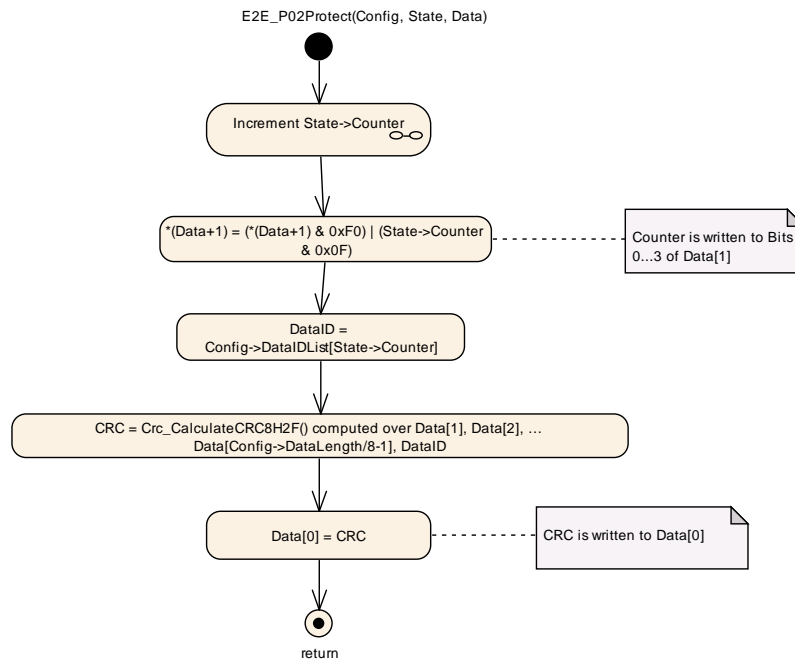 E2E_P02Protect(Config, State, Data)
Increment State->Counter
*(Data+1) = (*(Data+1) & 0xF0) | (State->Counter
& 0x0F)
Counter is written to Bits
0...3 of Data[1]
DataID =
Config->DataIDList[State->Counter]
CRC = Crc_CalculateCRC8H2F() computed over Data[1], Data[2], ...
Data[Config->DataLength/8-1], DataID
Data[0] = CRC
CRC is written to Data[0]
return